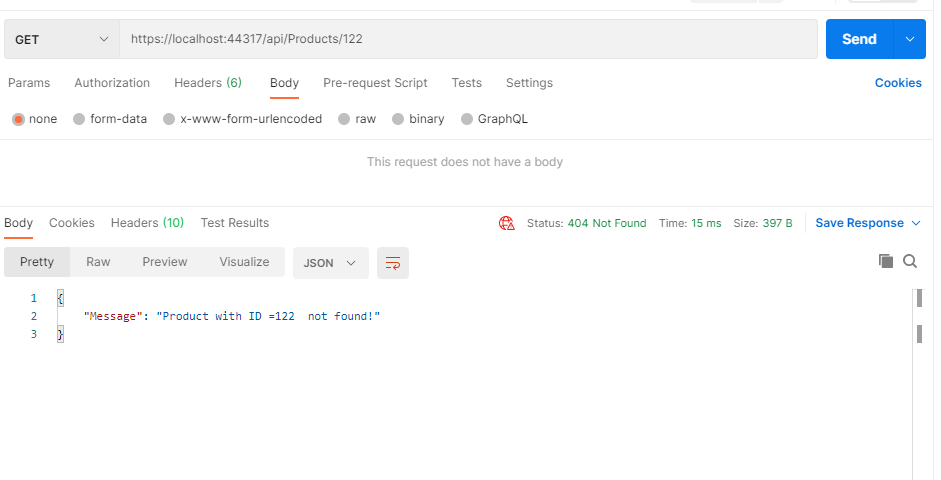 GET https://localhost:44317/api/Products/122 Send
Params Authorization Headers (6) Body Pre-request Script Tests Settings Cookies
none form-data x-www-form-urlencoded raw binary GraphQL
This request does not have a body
Body Cookies Headers (10) Test Results Status: 404 Not Found Time: 15 ms Size: 397 B Save Response
Pretty Raw Preview Visualize JSON
1 {
2 "Message": "Product with ID =122  not found!"
3 }